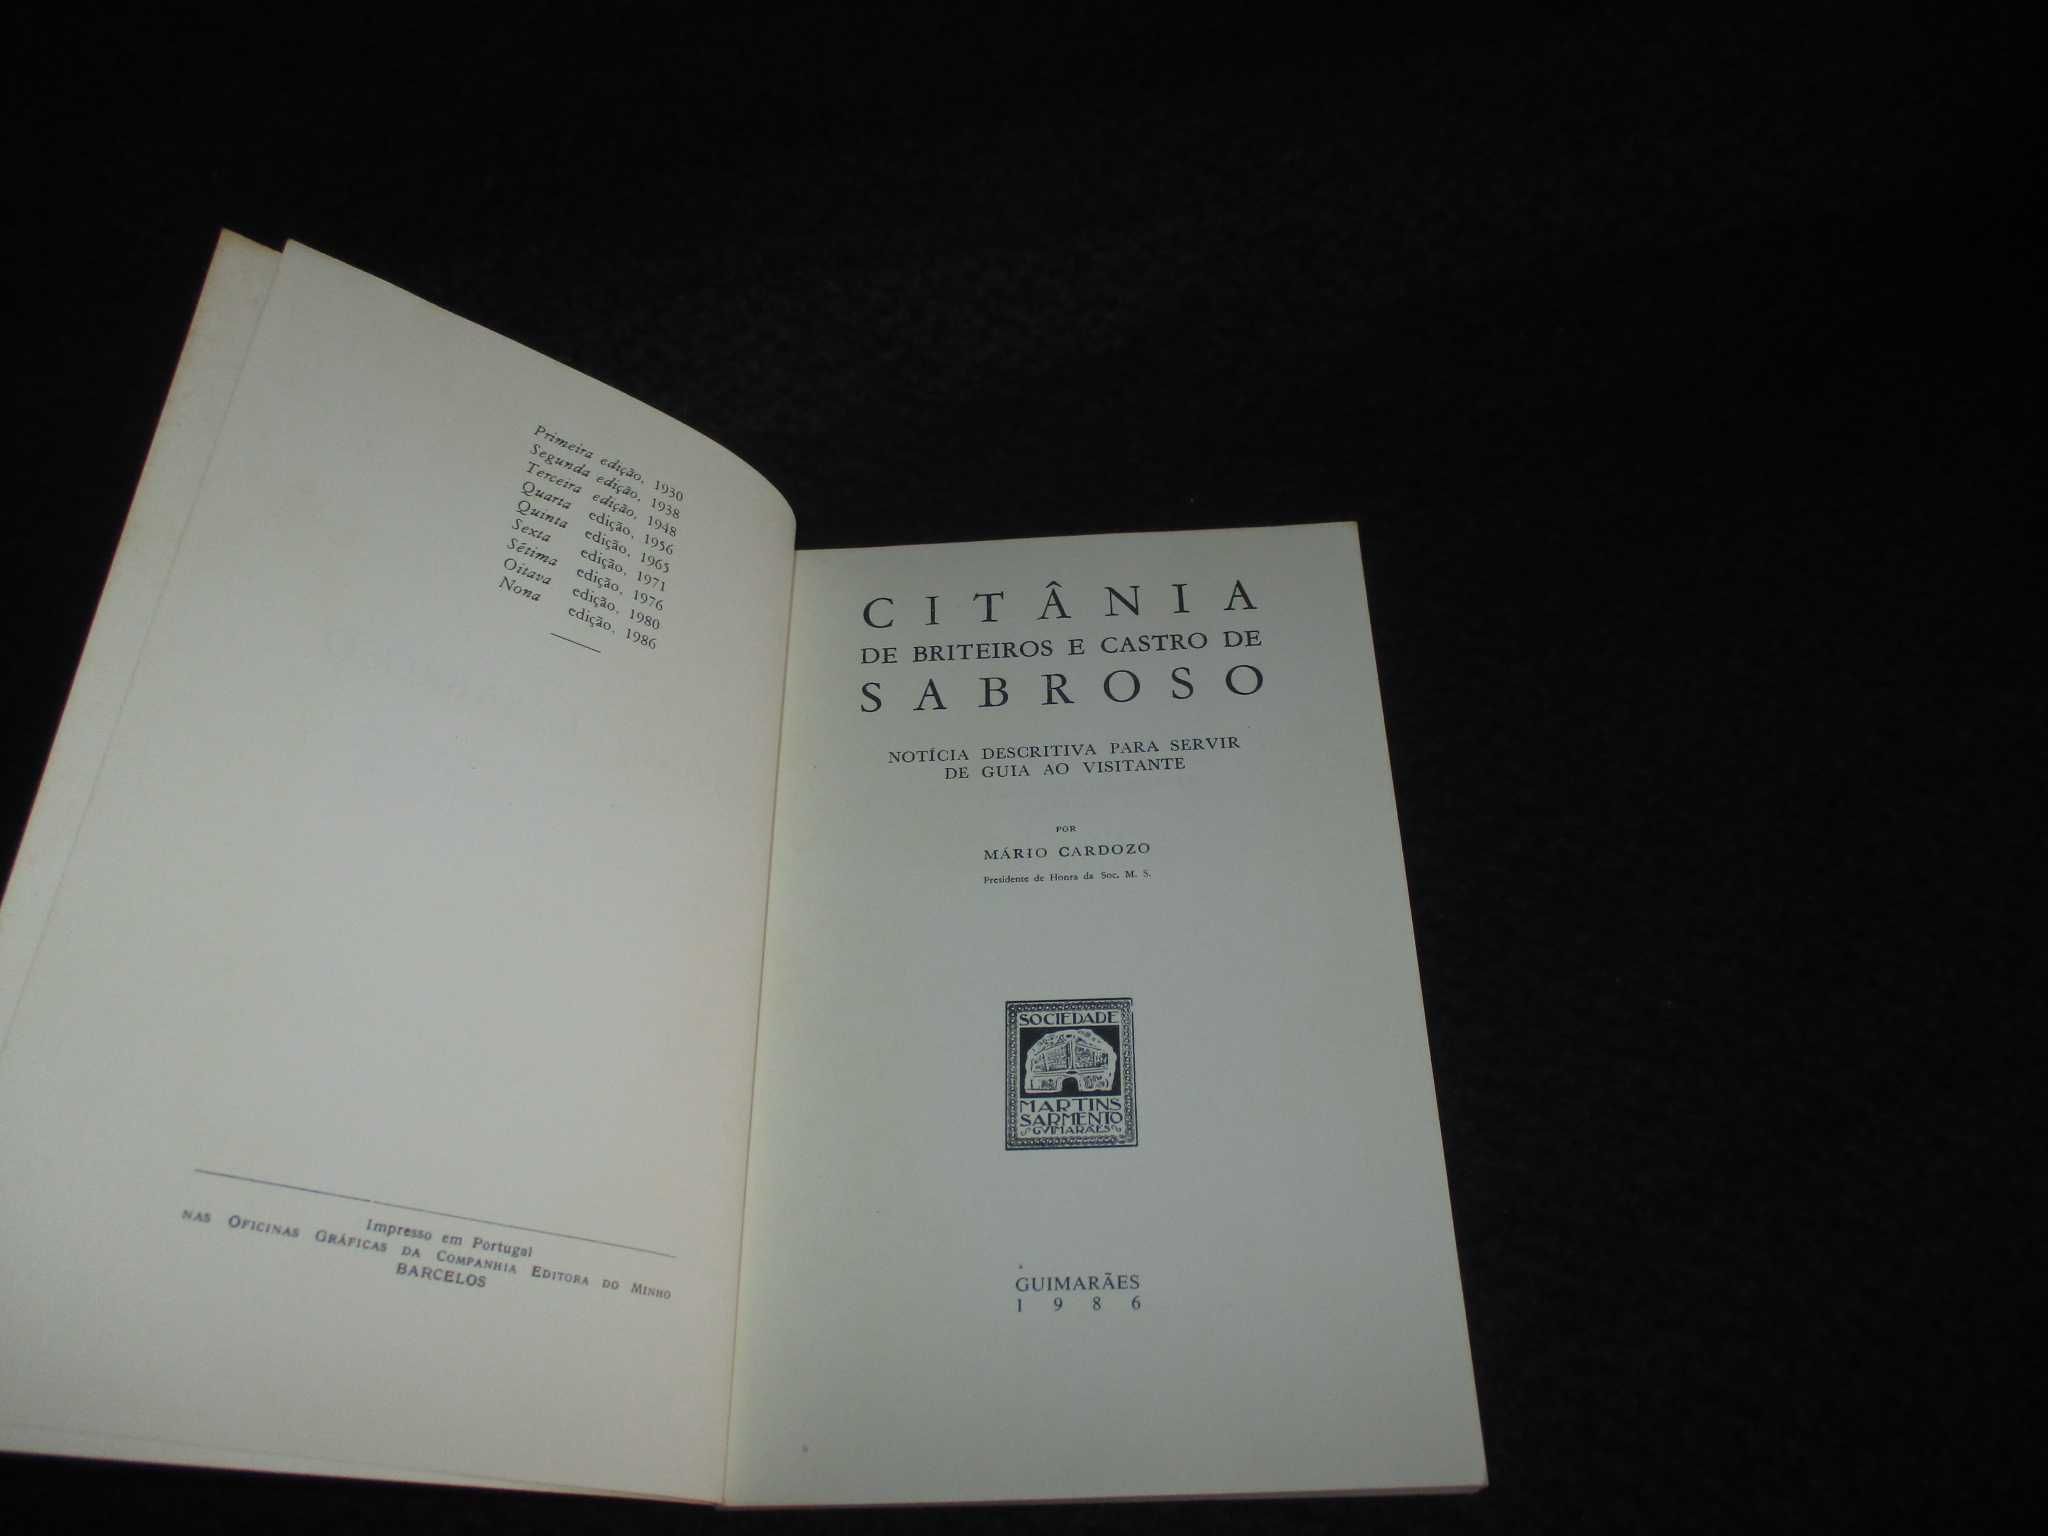 Primeira edição, 1930
Segunda edição, 1938
Terceira edição, 1948
Quarta edição, 1956
Quinta edição, 1965
Sexta edição, 1971
Sétima edição, 1976
Oitava edição, 1980
Nona edição, 1986
Impresso em Portugal
NAS OFICINAS GRÁFICAS DA COMPANHIA EDITORA DO MINHO
BARCELOS
CITÂNIA
DE BRITEIROS E CASTRO DE
SABROSO
NOTÍCIA DESCRITIVA PARA SERVIR
DE GUIA AO VISITANTE
POR
MÁRIO CARDOZO
Presidente de Honra da Soc. M. S.
SOCIEDADE
MARTINS
SARMENTO
GVIMARÃES
GUIMARÃES
1986